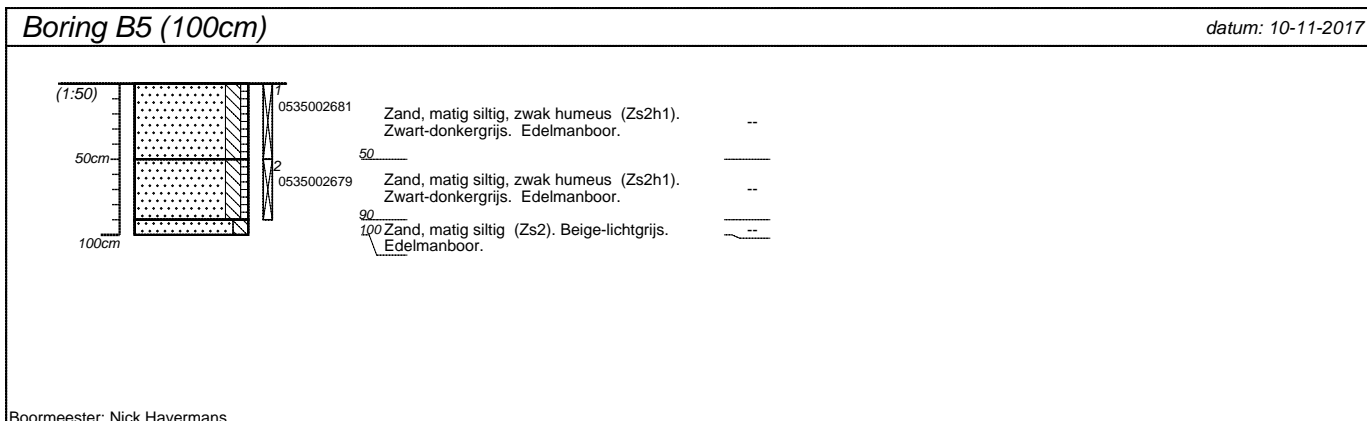 Boring B5 (100cm)
datum: 10-11-2017
(1:50)
1
0535002681
Zand, matig siltig, zwak humeus (Zs2h1).
Zwart-donkergrijs. Edelmanboor.
--
50cm
50
2
0535002679
Zand, matig siltig, zwak humeus (Zs2h1).
Zwart-donkergrijs. Edelmanboor.
--
90
100 Zand, matig siltig (Zs2). Beige-lichtgrijs.
Edelmanboor.
--
100cm
Boormeester: Nick Havermans